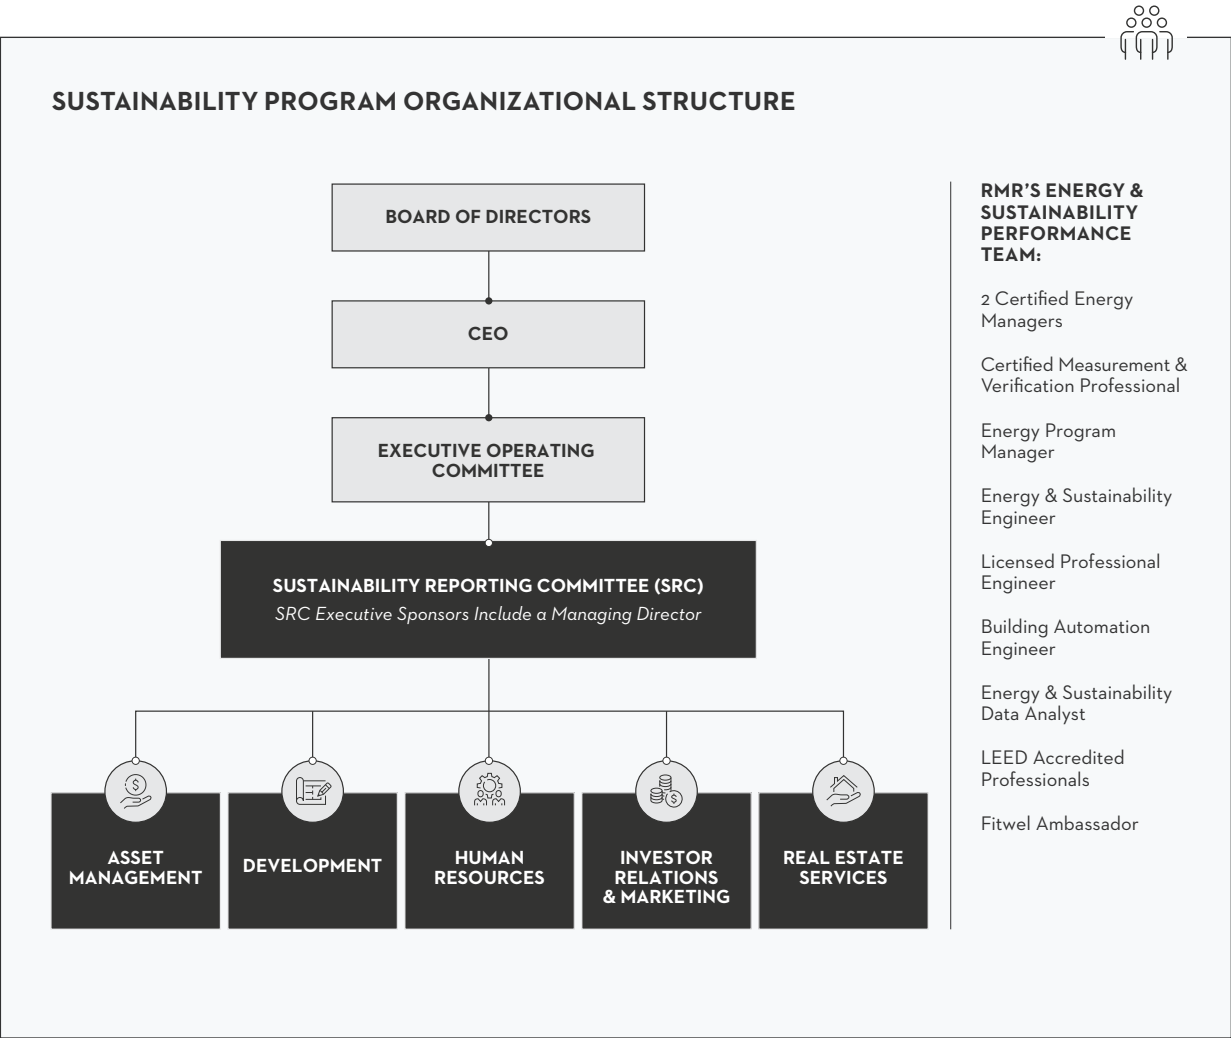 SUSTAINABILITY PROGRAM ORGANIZATIONAL STRUCTURE
BOARD OF DIRECTORS
CEO
EXECUTIVE OPERATING
COMMITTEE
SUSTAINABILITY REPORTING COMMITTEE (SRC)
SRC Executive Sponsors Include a Managing Director
$
ASSET
MANAGEMENT
DEVELOPMENT
HUMAN
RESOURCES
$
INVESTOR
RELATIONS
& MARKETING
REAL ESTATE
SERVICES
RMR’S ENERGY &
SUSTAINABILITY
PERFORMANCE
TEAM:
2 Certified Energy
Managers
Certified Measurement &
Verification Professional
Energy Program
Manager
Energy & Sustainability
Engineer
Licensed Professional
Engineer
Building Automation
Engineer
Energy & Sustainability
Data Analyst
LEED Accredited
Professionals
Fitwel Ambassador